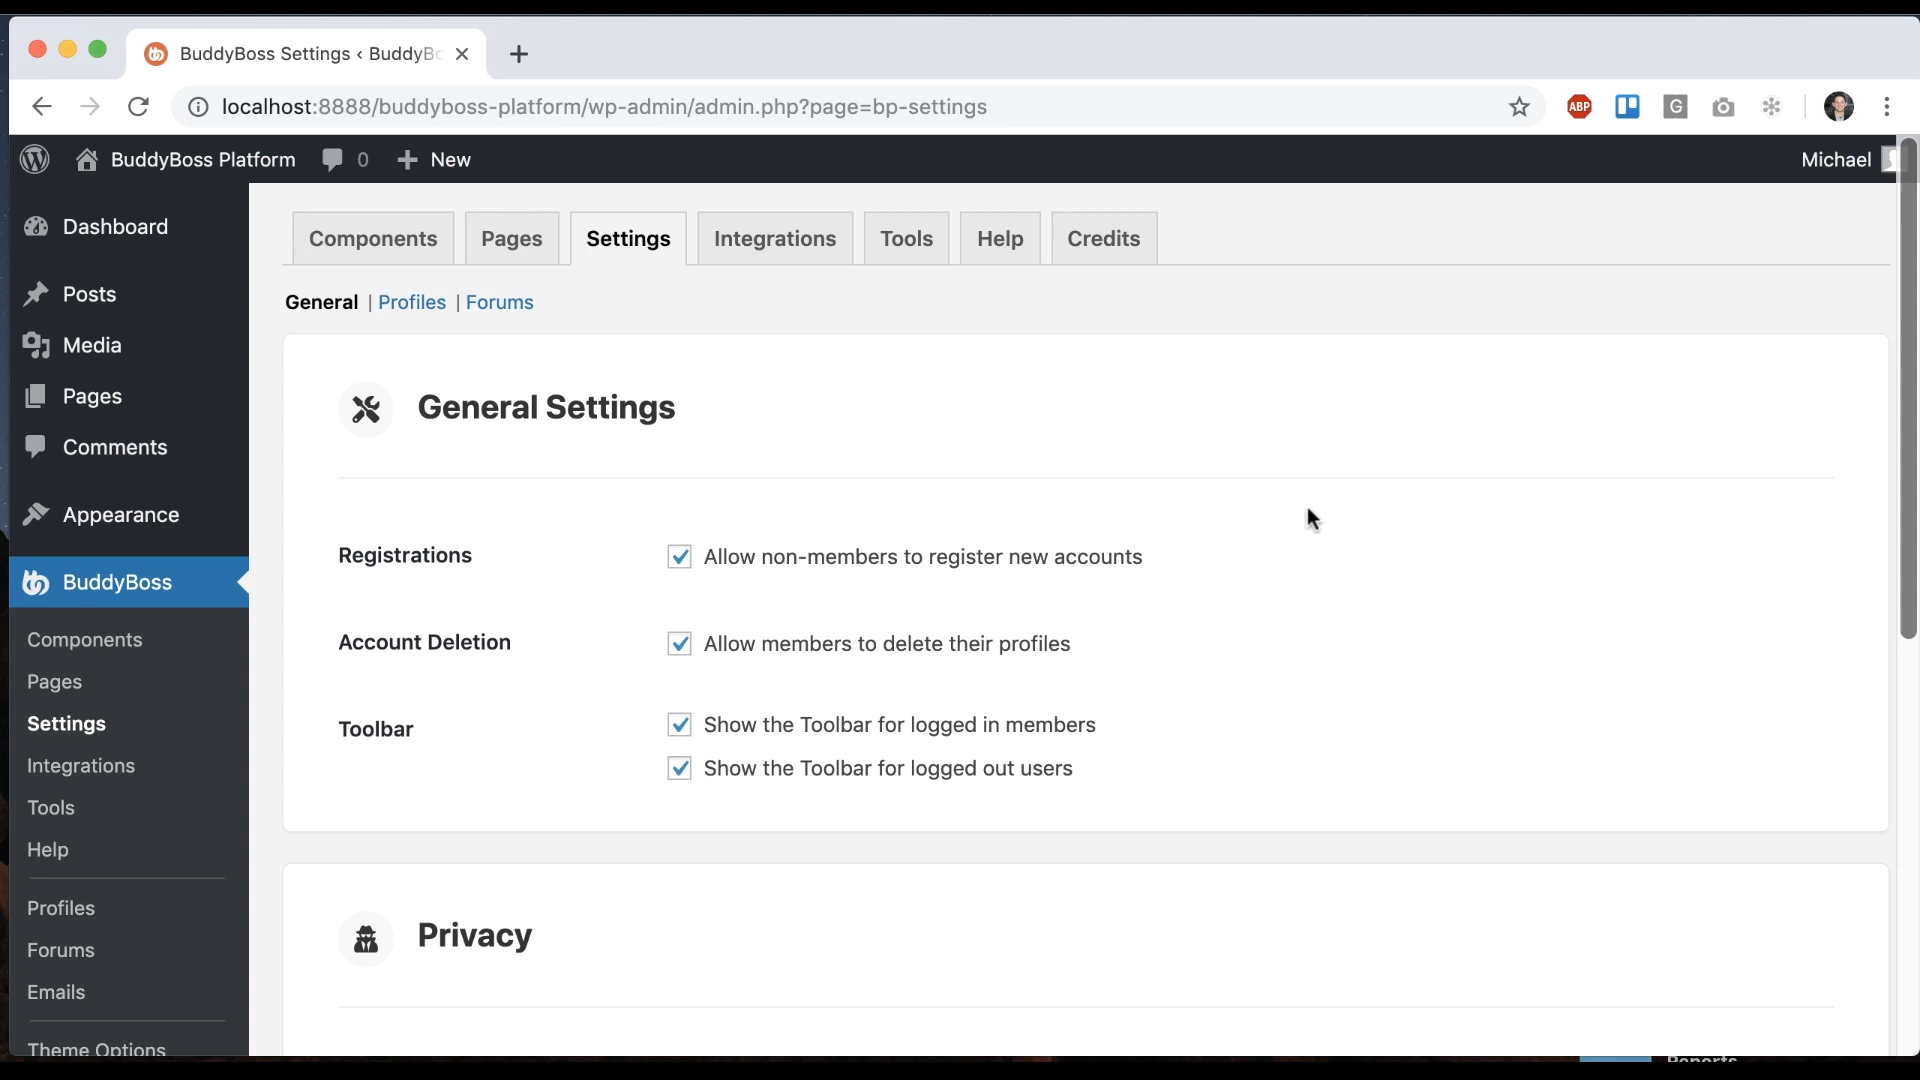 BuddyBoss Settings ‹ BuddyBo
localhost:8888/buddyboss-platform/wp-admin/admin.php?page=bp-settings
ABP
G
BuddyBoss Platform 0 New
Michael
Dashboard
Posts
Media
Pages
Comments
Appearance
BuddyBoss
Components
Pages
Settings
Integrations
Tools
Help
Profiles
Forums
Emails
Theme Options
Components Pages Settings Integrations Tools Help Credits
General | Profiles | Forums
General Settings
Registrations
Allow non-members to register new accounts
Account Deletion
Allow members to delete their profiles
Toolbar
Show the Toolbar for logged in members
Show the Toolbar for logged out users
Privacy
Reports